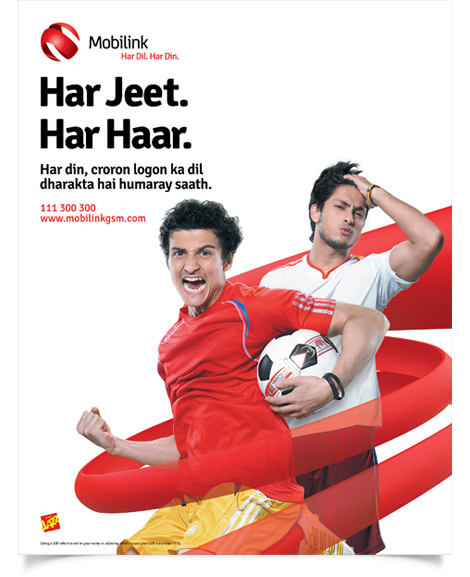 Mobilink
Har Dil. Har Din.
Har Jeet.
Har Haar.
Har din, croron logon ka dil
dharakta hai humaray saath.
111 300 300
www.mobilinkgsm.com